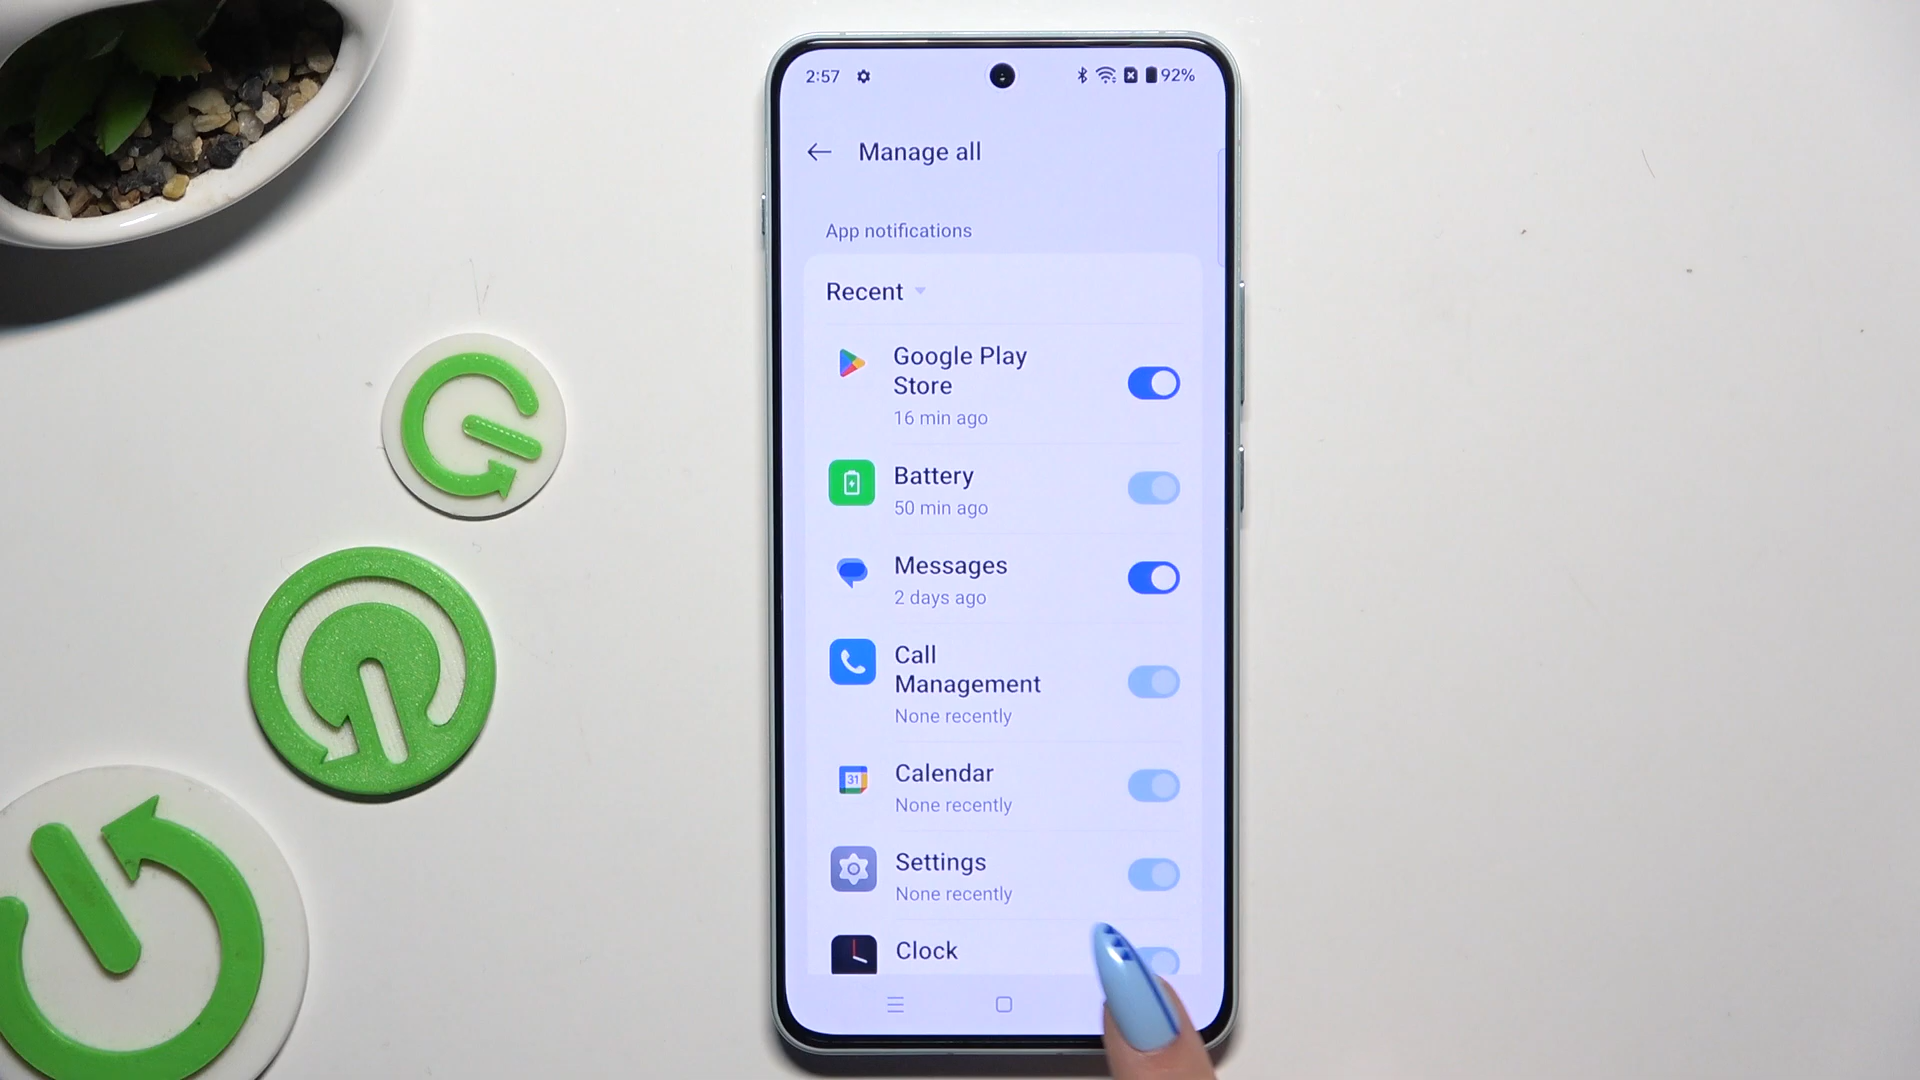 2:57 92%
Manage all
App notifications
Recent
Google Play
Store
16 min ago
Battery
50 min ago
Messages
2 days ago
Call
Management
None recently
31
Calendar
None recently
Settings
None recently
Clock